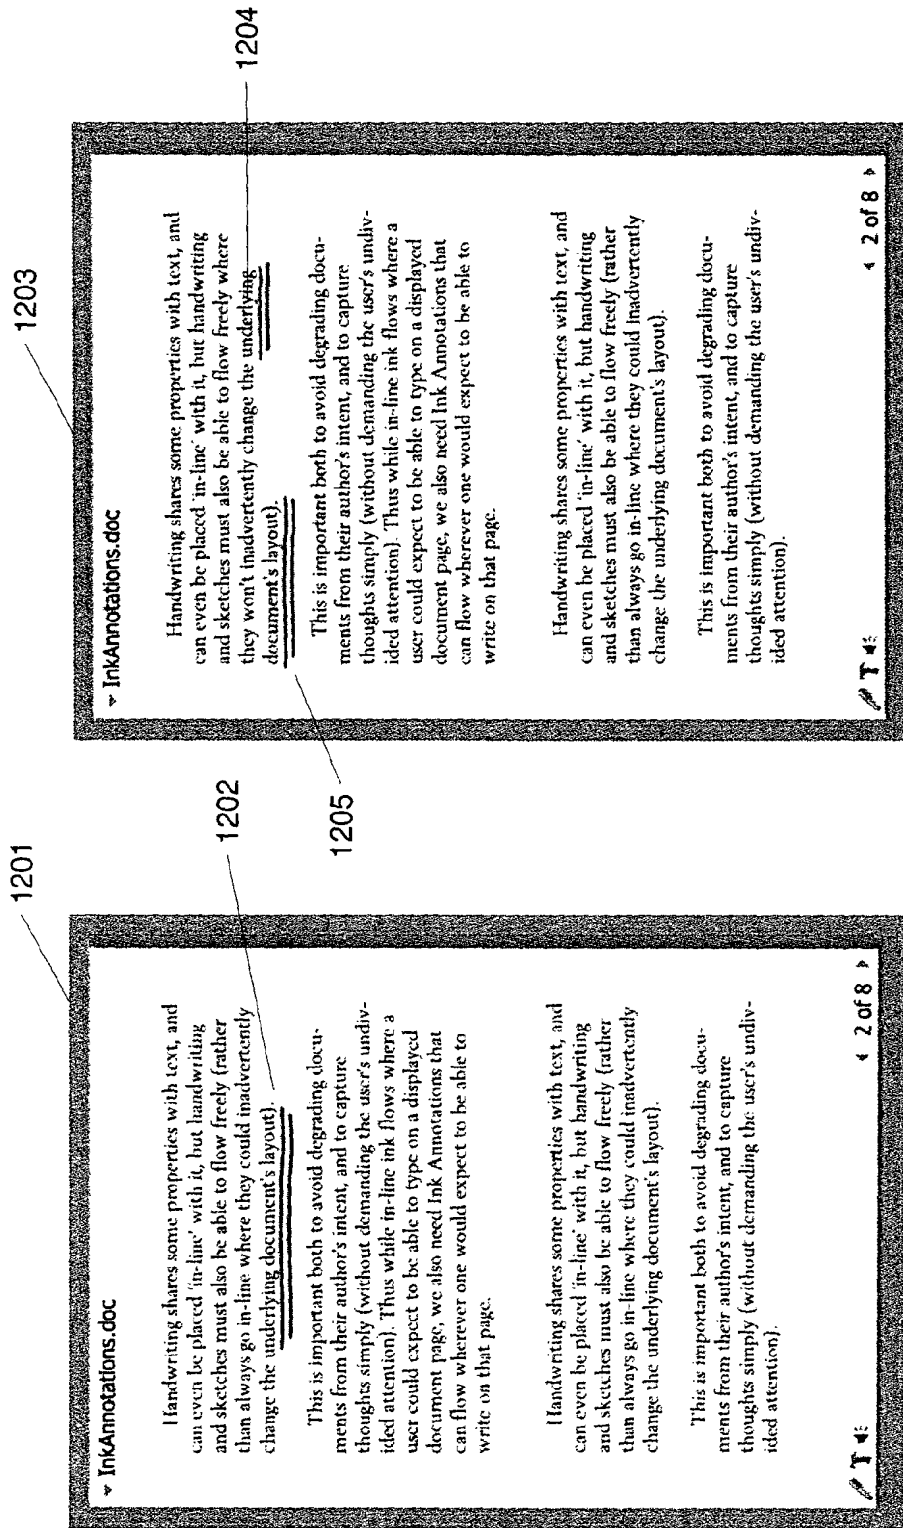 1201
▾ InkAnnotations.doc
Handwriting shares some properties with text, and
can even be placed 'in-line' with it, but handwriting
and sketches must also be able to flow freely (rather
than always go in-line where they could inadvertently
change the underlying document's layout).
1202
This is important both to avoid degrading docu-
ments from their author's intent, and to capture
thoughts simply (without demanding the user's undiv-
ided attention). Thus while in-line ink flows where a
user could expect to be able to type on a displayed
document page, we also need Ink Annotations that
can flow wherever one would expect to be able to
write on that page.
Handwriting shares some properties with text, and
can even be placed 'in-line' with it, but handwriting
and sketches must also be able to flow freely (rather
than always go in-line where they could inadvertently
change the underlying document's layout).
This is important both to avoid degrading docu-
ments from their author's intent, and to capture
thoughts simply (without demanding the user's undiv-
ided attention).
T
2 of 8
1203
▾ InkAnnotations.doc
Handwriting shares some properties with text, and
can even be placed 'in-line' with it, but handwriting
and sketches must also be able to flow freely where
they won't inadvertently change the underlying
document's layout).
1204
1205
This is important both to avoid degrading docu-
ments from their author's intent, and to capture
thoughts simply (without demanding the user's undiv-
ided attention). Thus while in-line ink flows where a
user could expect to be able to type on a displayed
document page, we also need Ink Annotations that
can flow wherever one would expect to be able to
write on that page.
Handwriting shares some properties with text, and
can even be placed 'in-line' with it, but handwriting
and sketches must also be able to flow freely (rather
than always go in-line where they could inadvertently
change the underlying document's layout).
This is important both to avoid degrading docu-
ments from their author's intent, and to capture
thoughts simply (without demanding the user's undiv-
ided attention).
T
2 of 8